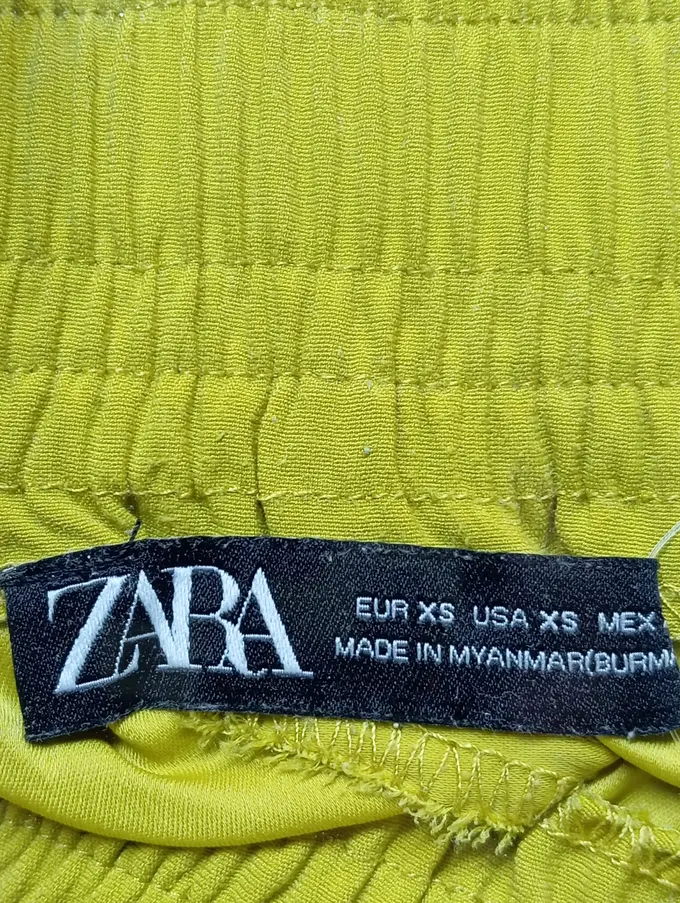 ZARA
EUR XS USA XS MEX
MADE IN MYANMAR(BURM